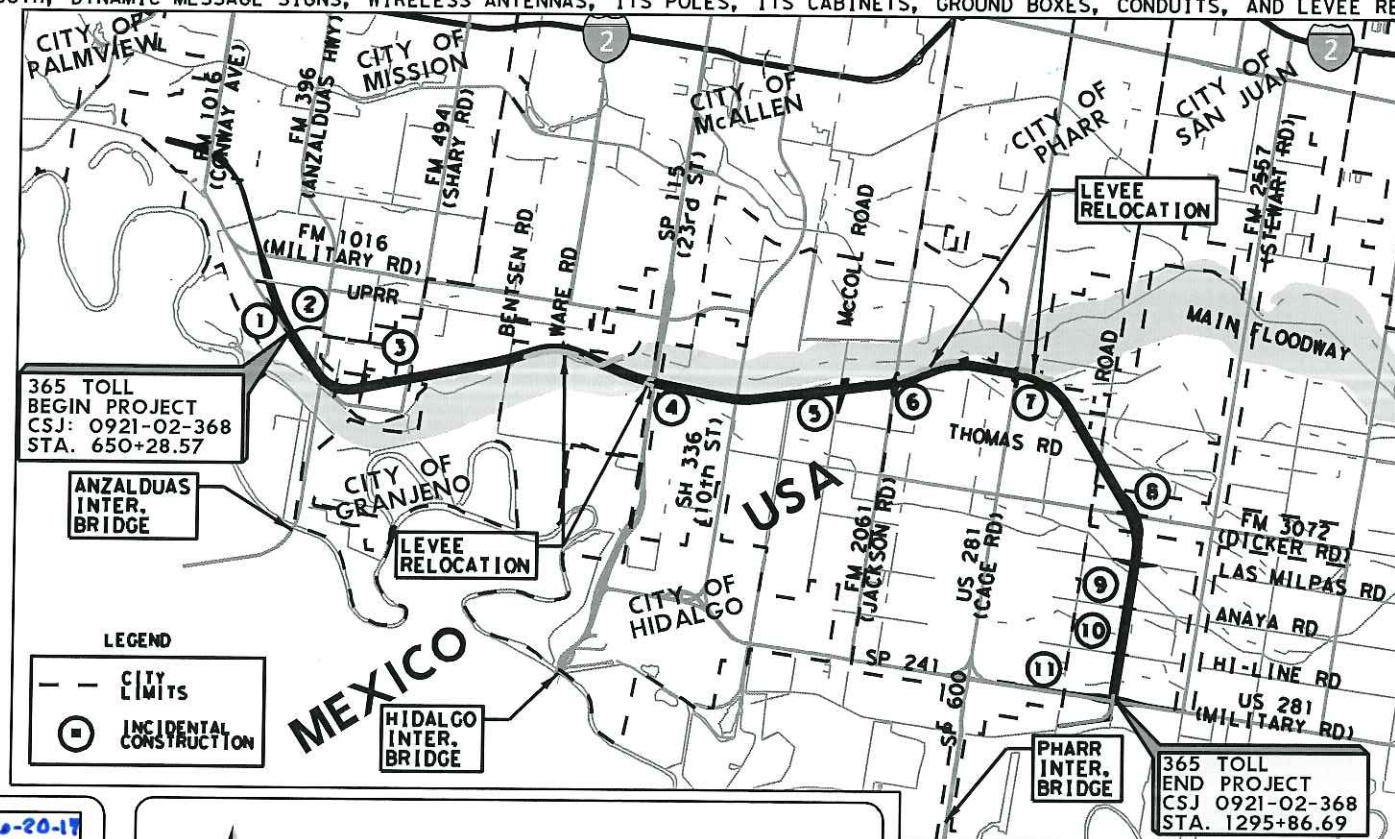 DYNAMIC MESSAGE SIGNS, WIRELESS ANTENNAS, ITS POLES, ITS CABINETS, GROUND BOXES, CONDUITS, AND LEVEE
CITY OF
PALMVIEW
FM 1016
(CONWAY AVE)
FM 396
(ANZALDUAS HWY)
CITY OF
MISSION
FM 494
(SHARY RD)
2
CITY OF
McALLEN
CITY OF
PHARR
CITY OF
SAN JUAN
2
FM 2557
(STEWART RD)
LEVEE
RELOCATION
FM 1016
(MILITARY RD)
UPRR
BENTSEN RD
WARE RD
SP 115
(23rd ST)
McCOLL ROAD
ROAD
MAIN FLOODWAY
1
2
3
4
5
6
7
8
9
10
11
365 TOLL
BEGIN PROJECT
CSJ: 0921-02-368
STA. 650+28.57
THOMAS RD
ANZALDUAS
INTER.
BRIDGE
CITY OF
GRANJENO
LEVEE
RELOCATION
SH 336
(10th ST)
USA
FM 2061
(JACKSON RD)
US 281
(CAGE RD)
FM 3072
(DICKER RD)
LAS MILPAS RD
ANAYA RD
HI-LINE RD
US 281
(MILITARY RD)
CITY OF
HIDALGO
SP 241
SP 600
MEXICO
LEGEND
CITY
LIMITS
INCIDENTAL
CONSTRUCTION
HIDALGO
INTER.
BRIDGE
PHARR
INTER.
BRIDGE
365 TOLL
END PROJECT
CSJ 0921-02-368
STA. 1295+86.69
-20-17